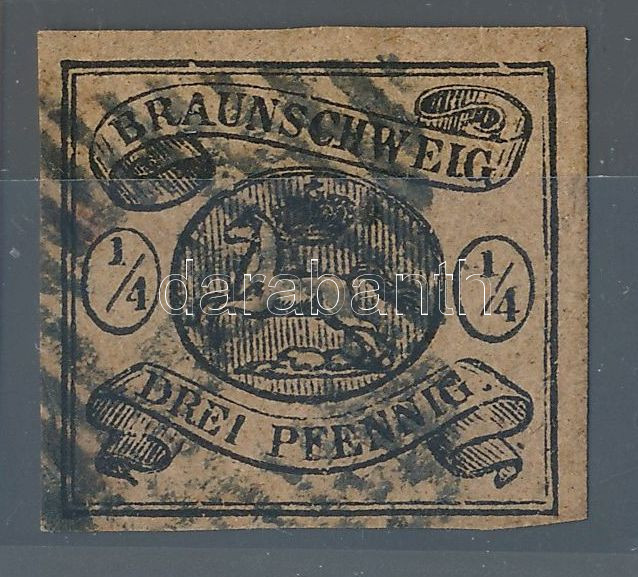 BRAUNSCHWEIG
1/4
1/4
darabanth
DREI PFENNIG